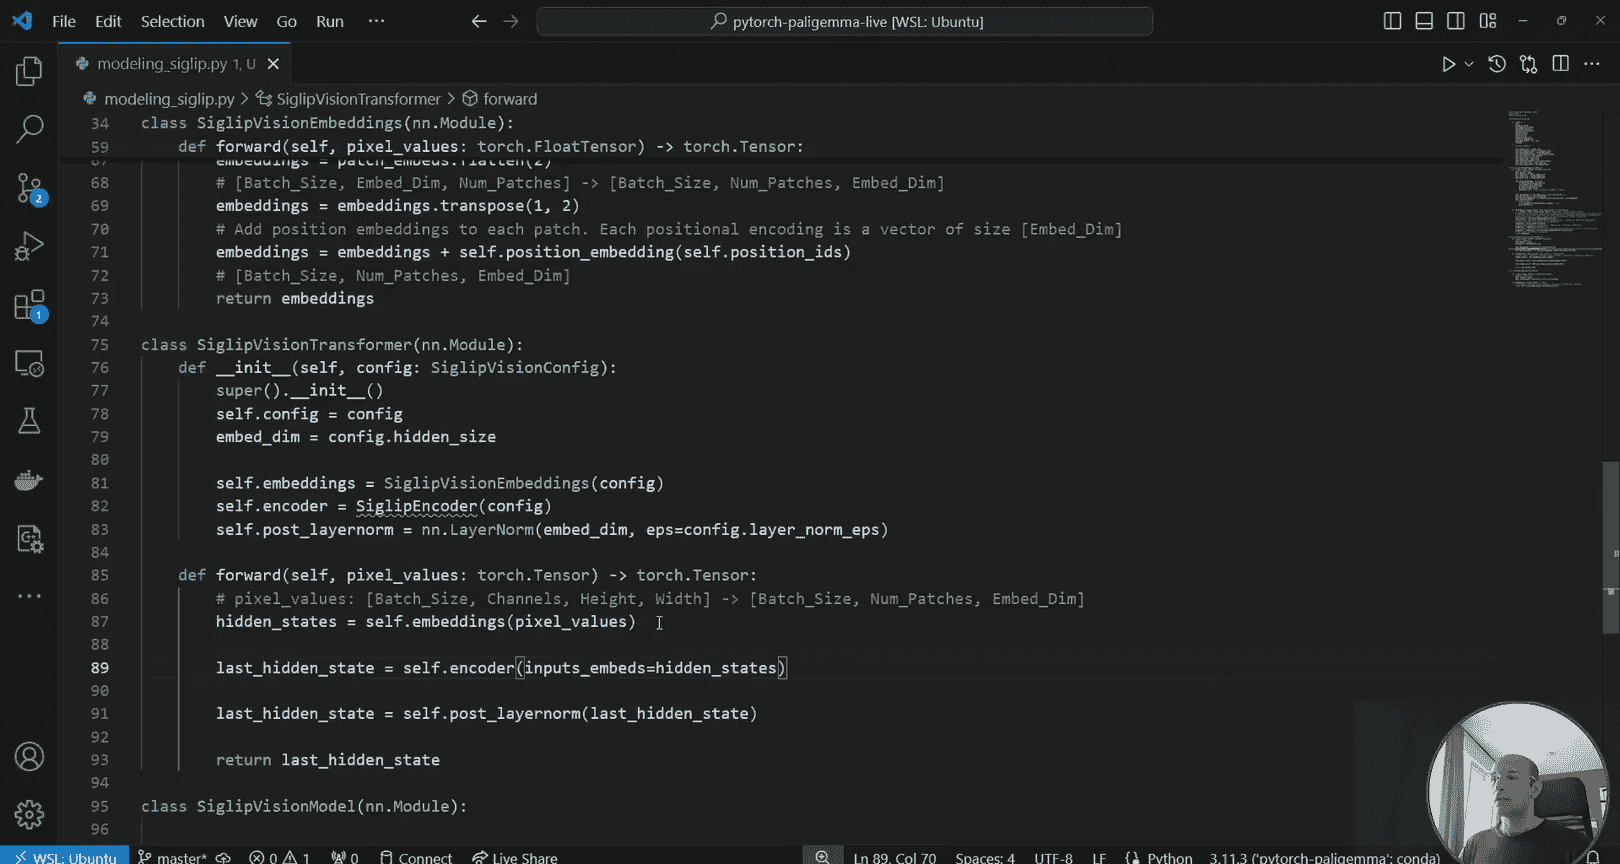 File Edit Selection View Go Run ···
pytorch-paligemma-live [WSL: Ubuntu]
modeling_siglip.py 1, U
modeling_siglip.py > SiglipVisionTransformer > forward
34 class SiglipVisionEmbeddings(nn.Module):
59 def forward(self, pixel_values: torch.FloatTensor) -> torch.Tensor:
67 embeddings = patch_embeds.flatten(2)
68 # [Batch_Size, Embed_Dim, Num_Patches] -> [Batch_Size, Num_Patches, Embed_Dim]
69 embeddings = embeddings.transpose(1, 2)
70 # Add position embeddings to each patch. Each positional encoding is a vector of size [Embed_Dim]
71 embeddings = embeddings + self.position_embedding(self.position_ids)
72 # [Batch_Size, Num_Patches, Embed_Dim]
73 return embeddings
74
75 class SiglipVisionTransformer(nn.Module):
76 def __init__(self, config: SiglipVisionConfig):
77 super().__init__()
78 self.config = config
79 embed_dim = config.hidden_size
80
81 self.embeddings = SiglipVisionEmbeddings(config)
82 self.encoder = SiglipEncoder(config)
83 self.post_layernorm = nn.LayerNorm(embed_dim, eps=config.layer_norm_eps)
84
85 def forward(self, pixel_values: torch.Tensor) -> torch.Tensor:
86 # pixel_values: [Batch_Size, Channels, Height, Width] -> [Batch_Size, Num_Patches, Embed_Dim]
87 hidden_states = self.embeddings(pixel_values)
88
89 last_hidden_state = self.encoder(inputs_embeds=hidden_states)
90
91 last_hidden_state = self.post_layernorm(last_hidden_state)
92
93 return last_hidden_state
94
95 class SiglipVisionModel(nn.Module):
96
2
1
WSL: Ubuntu master* 0 1 0 Connect Live Share Ln 89, Col 70 Spaces: 4 UTF-8 LF Python 3.11.3 ('pytorch-paligemma': conda)